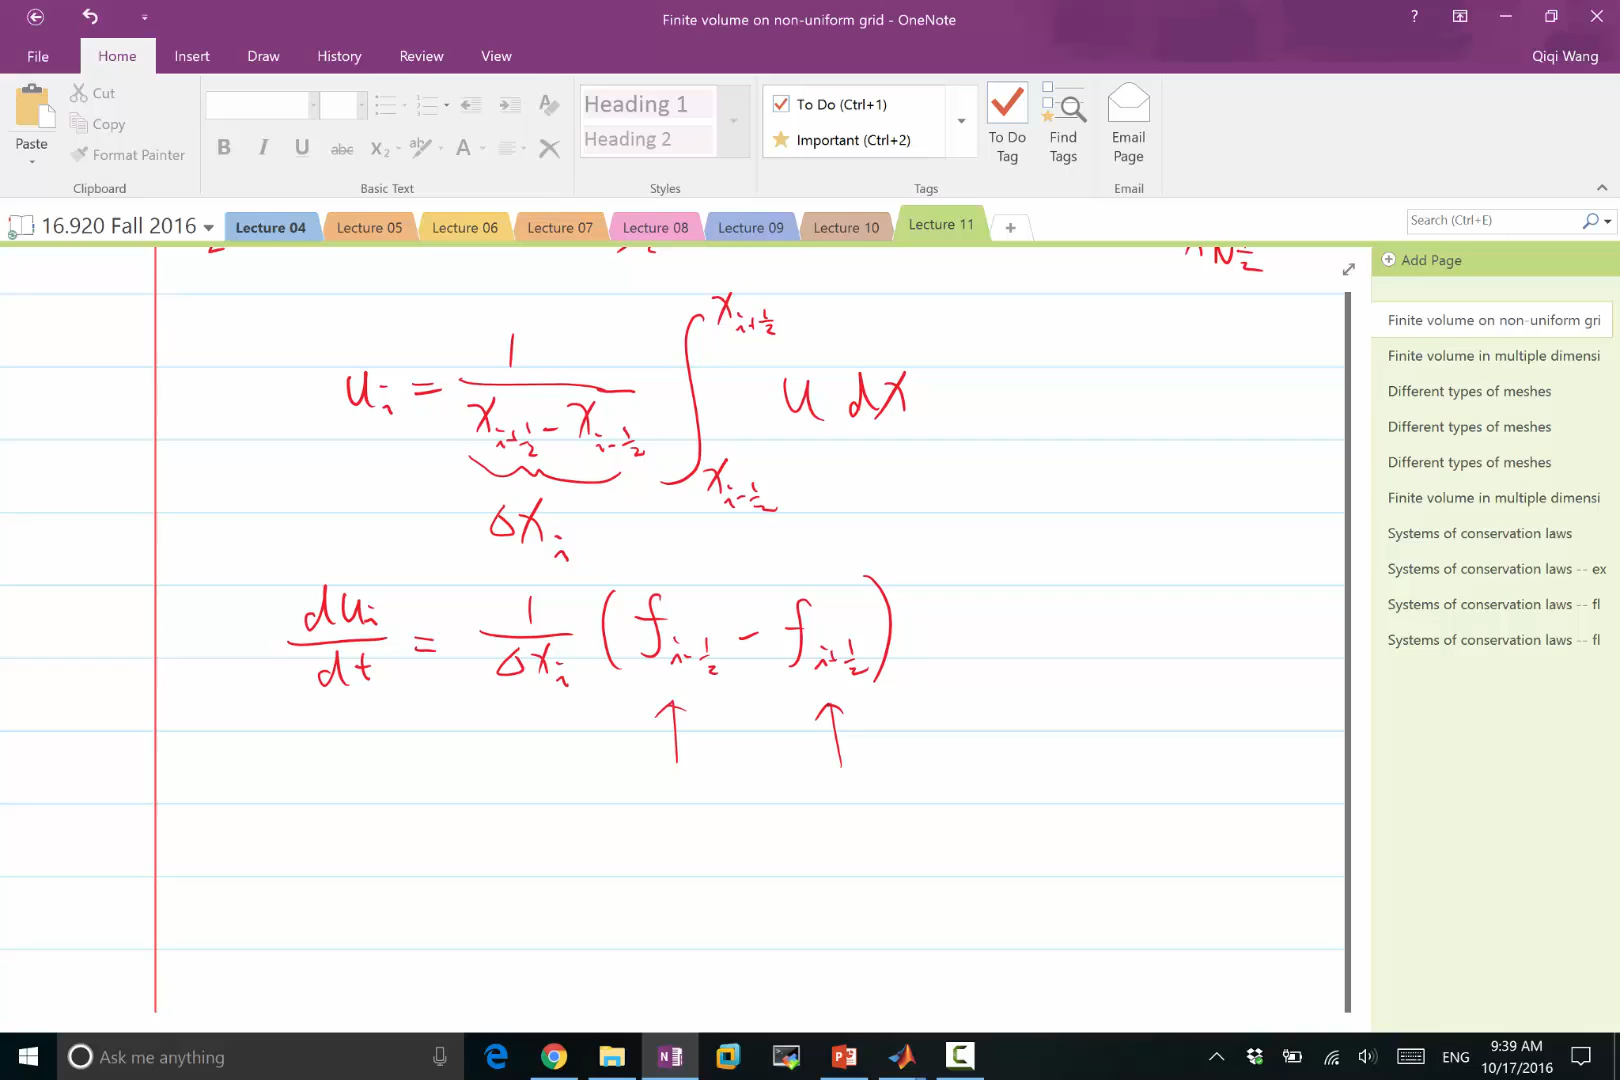 Finite volume on non-uniform grid - OneNote
?
File Home Insert Draw History Review View
Qiqi Wang
Paste
Cut
Copy
Format Painter
Clipboard
B I U abc X₂ A
Basic Text
Heading 1
Heading 2
Styles
To Do (Ctrl+1)
Important (Ctrl+2)
To Do Tag
Find Tags
Tags
Email Page
Email
16.920 Fall 2016
Lecture 04 Lecture 05 Lecture 06 Lecture 07 Lecture 08 Lecture 09 Lecture 10 Lecture 11
Search (Ctrl+E)
Add Page
Finite volume on non-uniform gri
Finite volume in multiple dimensi
Different types of meshes
Different types of meshes
Different types of meshes
Finite volume in multiple dimensi
Systems of conservation laws
Systems of conservation laws -- ex
Systems of conservation laws -- fl
Systems of conservation laws -- fl
u_i = 1/(x_{i+1/2} - x_{i-1/2}) ∫_{x_{i-1/2}}^{x_{i+1/2}} u dx
Δx_i
du_i/dt = 1/Δx_i (f_{i-1/2} - f_{i+1/2})
Ask me anything
ENG
9:39 AM
10/17/2016